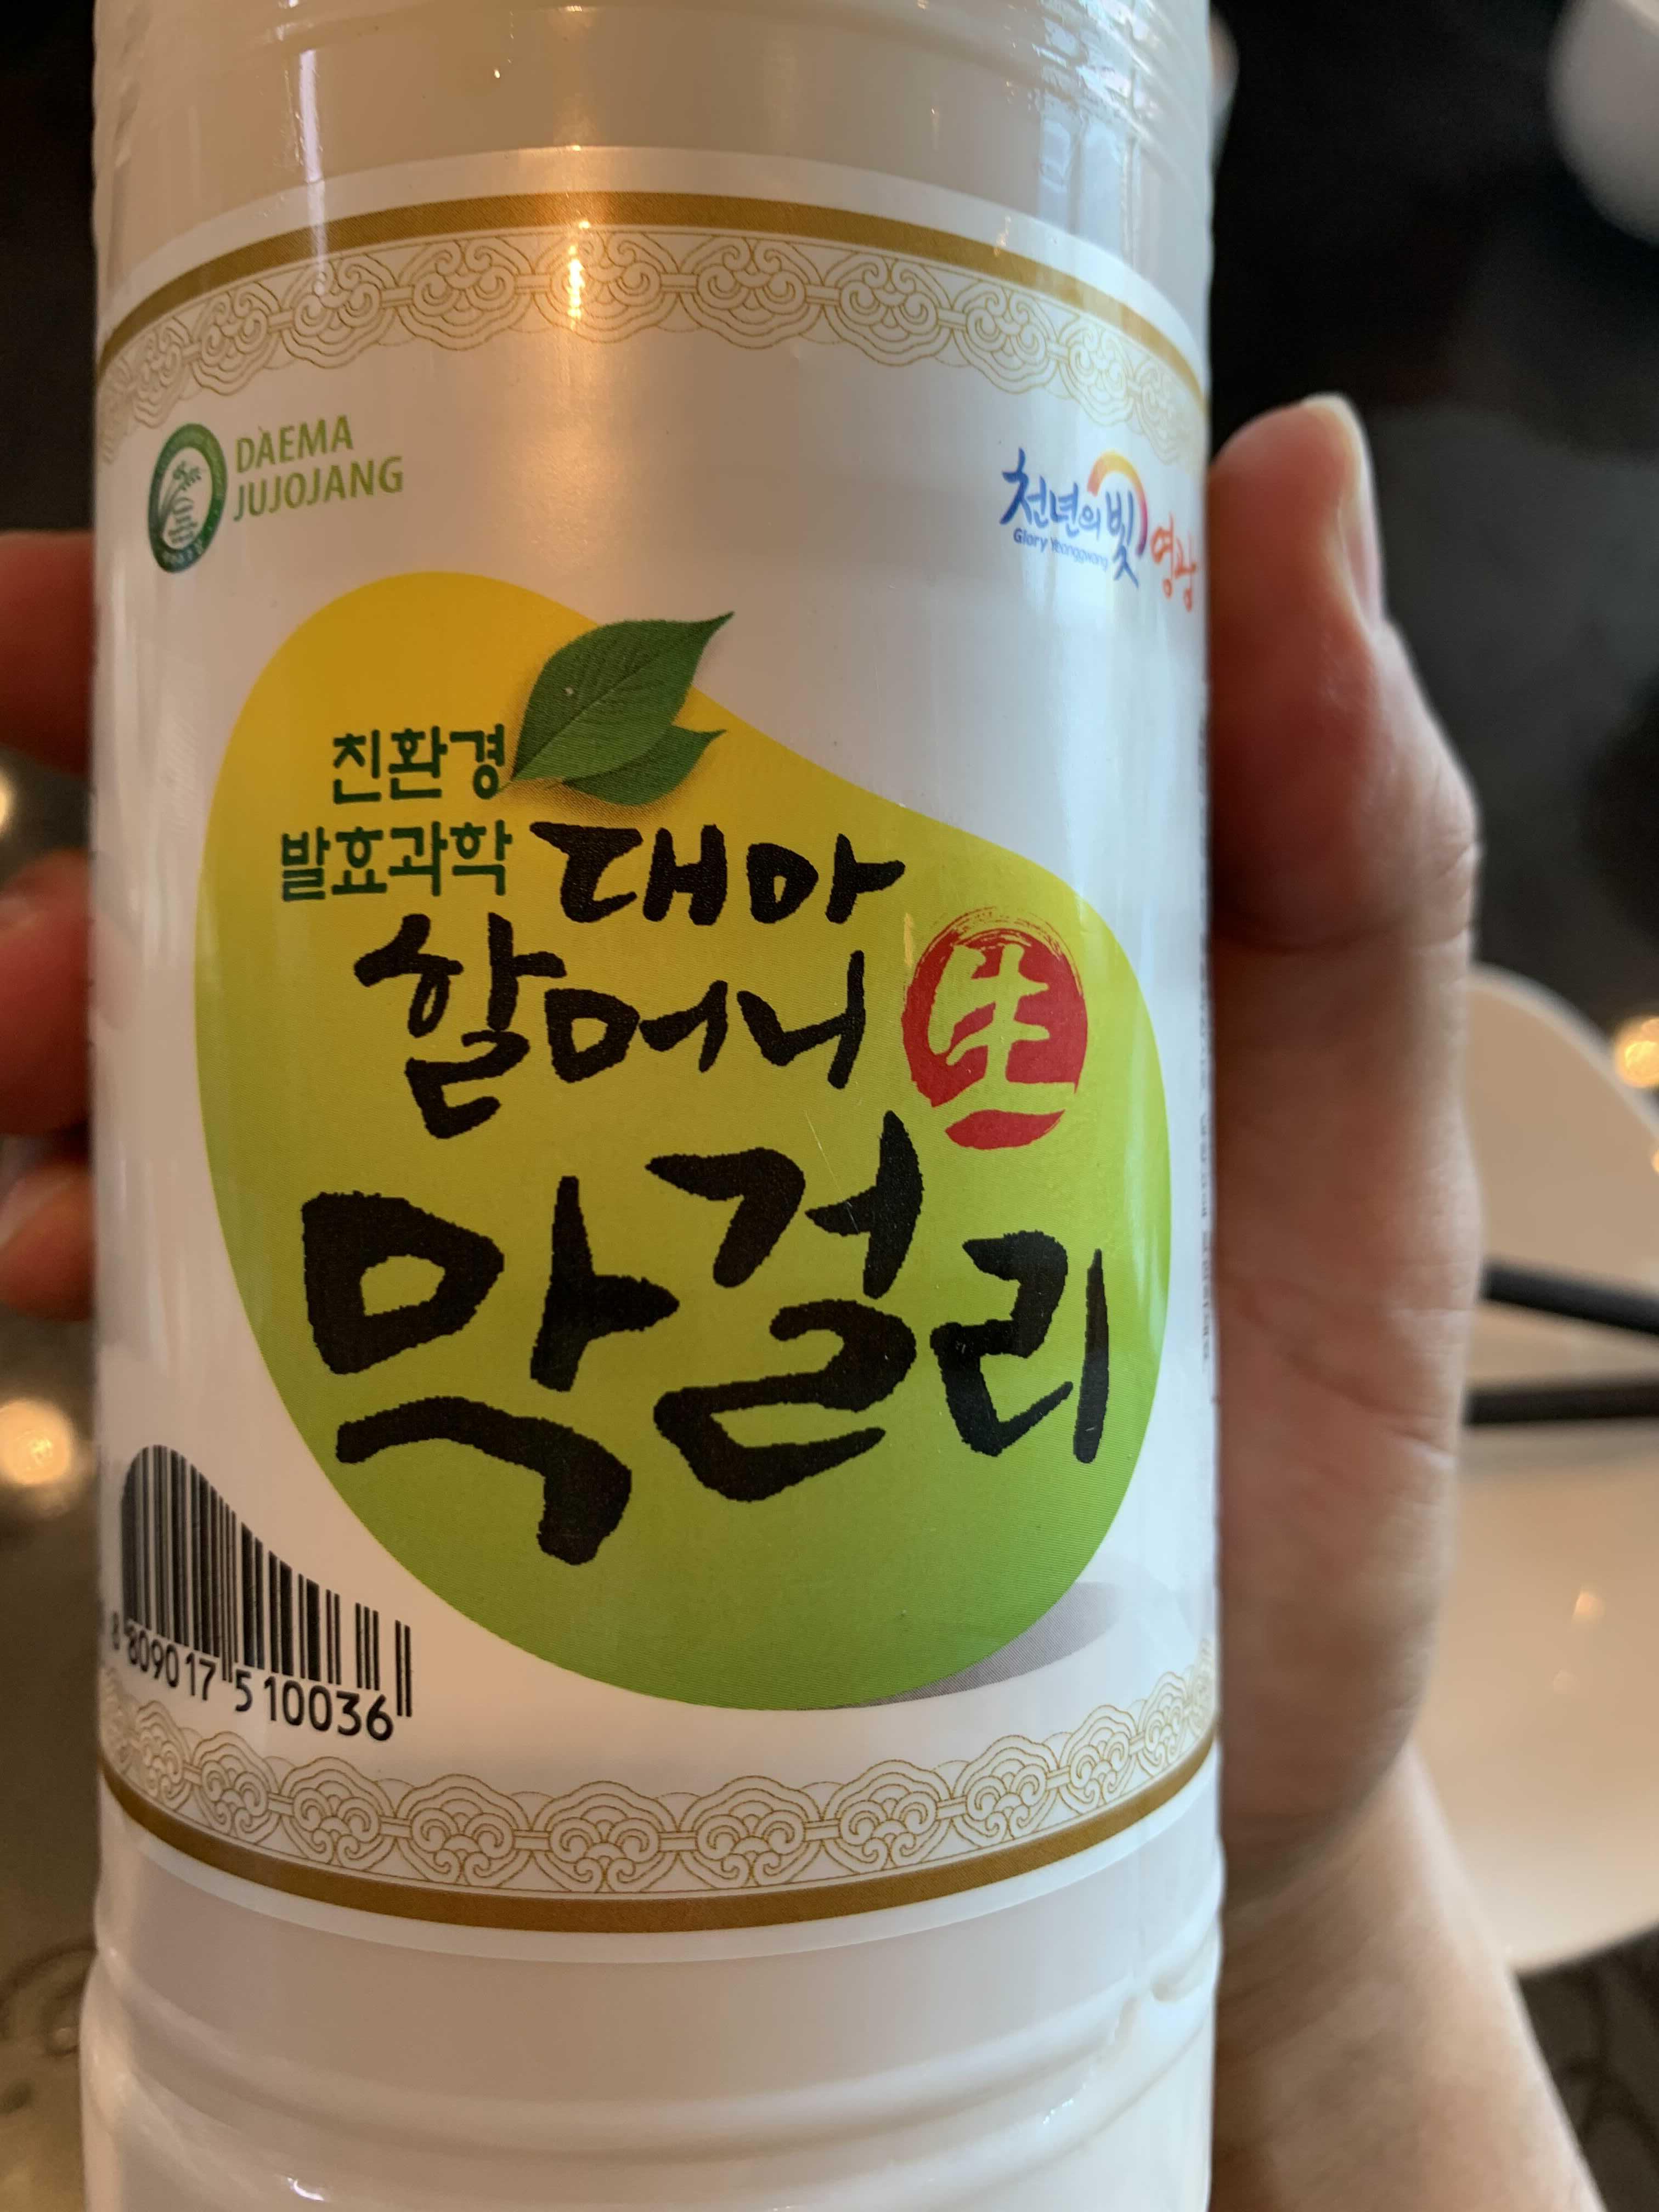 DAEMA
JUJOJANG
천년의 빛 영광
Glory Yeonggwang
친환경
발효과학
대마
할머니
生
막걸리
8 809017 510036